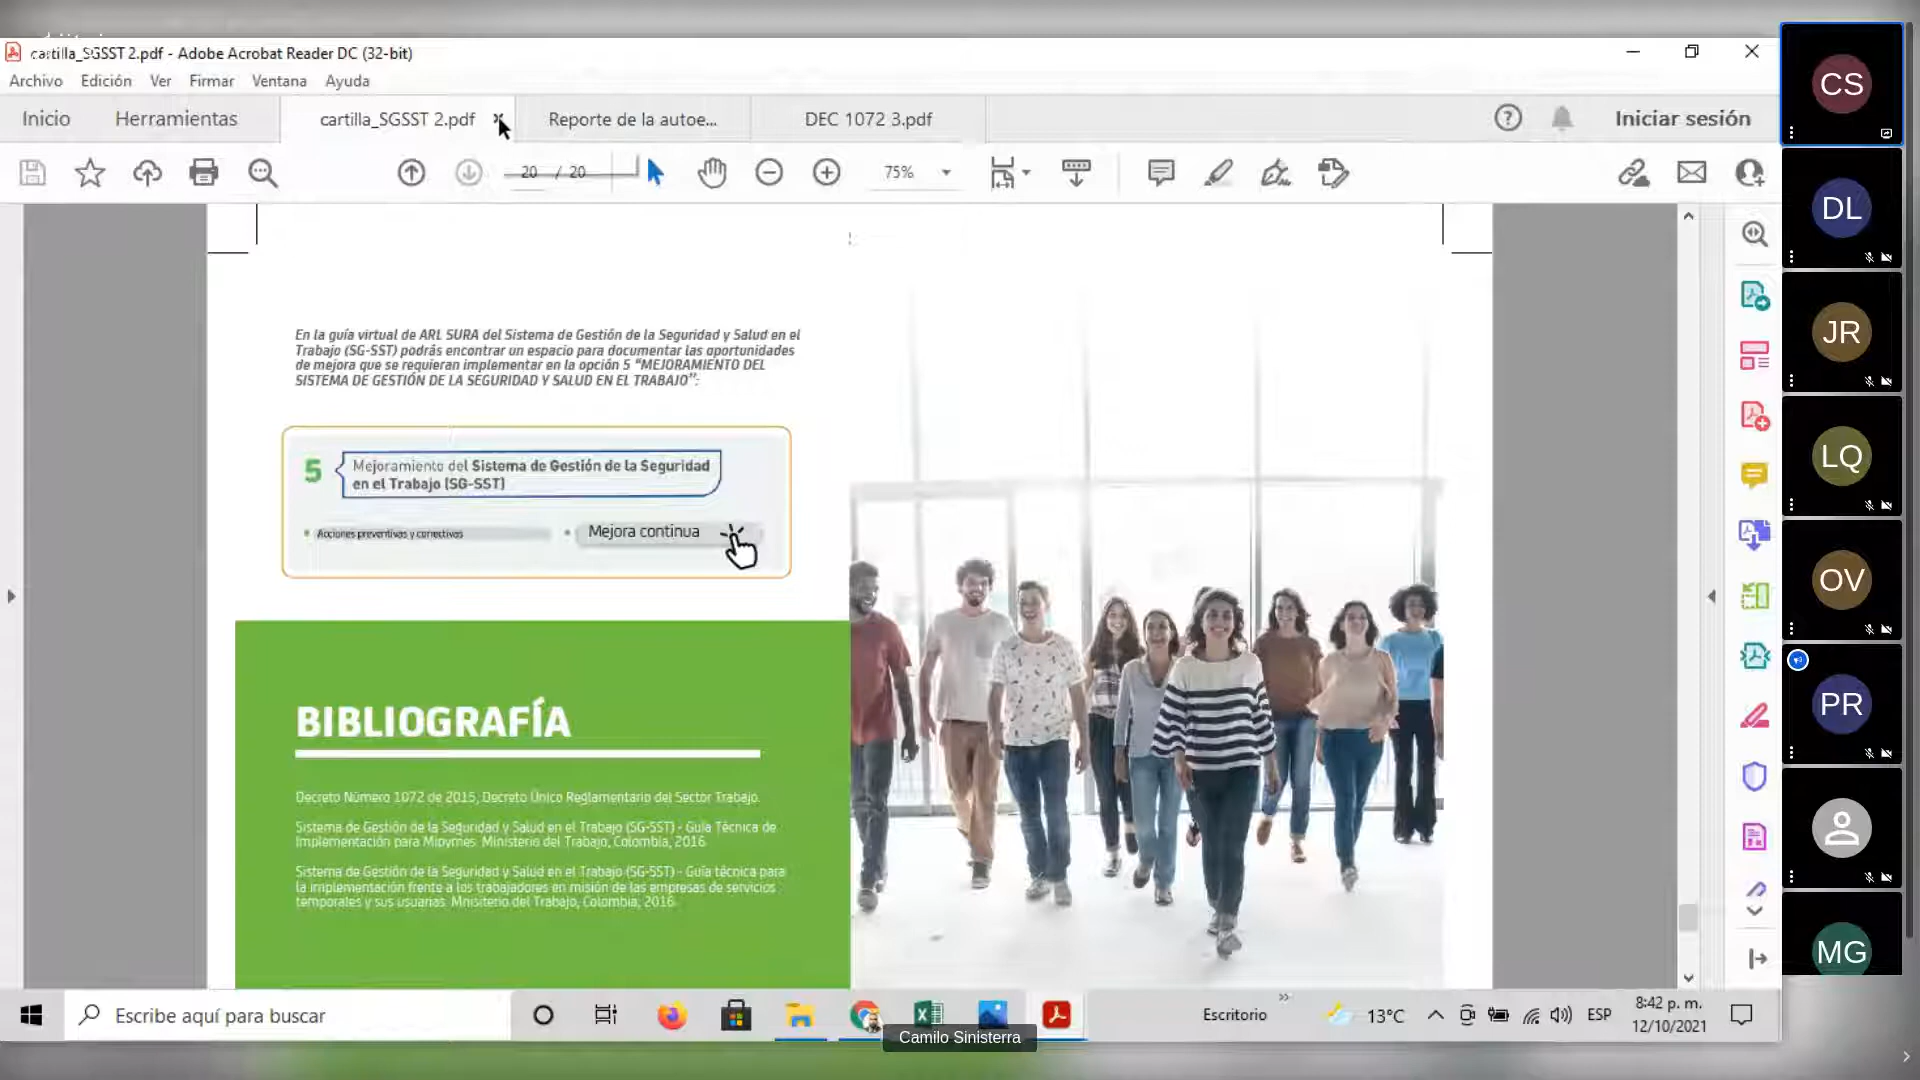 cartilla_SGSST 2.pdf - Adobe Acrobat Reader DC (32-bit)
Archivo Edición Ver Firmar Ventana Ayuda
Inicio Herramientas cartilla_SGSST 2.pdf Reporte de la autoe... DEC 1072 3.pdf Iniciar sesión
20 / 20 75%
En la guía virtual de ARL SURA del Sistema de Gestión de la Seguridad y Salud en el
Trabajo (SG-SST) podrás encontrar un espacio para documentar las oportunidades
de mejora que se requieran implementar en la opción 5 “MEJORAMIENTO DEL
SISTEMA DE GESTIÓN DE LA SEGURIDAD Y SALUD EN EL TRABAJO”:
5 Mejoramiento del Sistema de Gestión de la Seguridad
en el Trabajo (SG-SST)
• Acciones preventivas y correctivas • Mejora continua
BIBLIOGRAFÍA
Decreto Número 1072 de 2015, Decreto Único Reglamentario del Sector Trabajo.
Sistema de Gestión de la Seguridad y Salud en el Trabajo (SG-SST) - Guía Técnica de
Implementación para Mipymes. Ministerio del Trabajo, Colombia, 2016.
Sistema de Gestión de la Seguridad y Salud en el Trabajo (SG-SST) - Guía técnica para
la implementación frente a los trabajadores en misión de las empresas de servicios
temporales y sus usuarias. Mnisiterio del Trabajo, Colombia, 2016.
Escribe aquí para buscar
Escritorio
13°C
ESP
8:42 p. m.
12/10/2021
Camilo Sinisterra
CS
DL
JR
LQ
OV
PR
MG